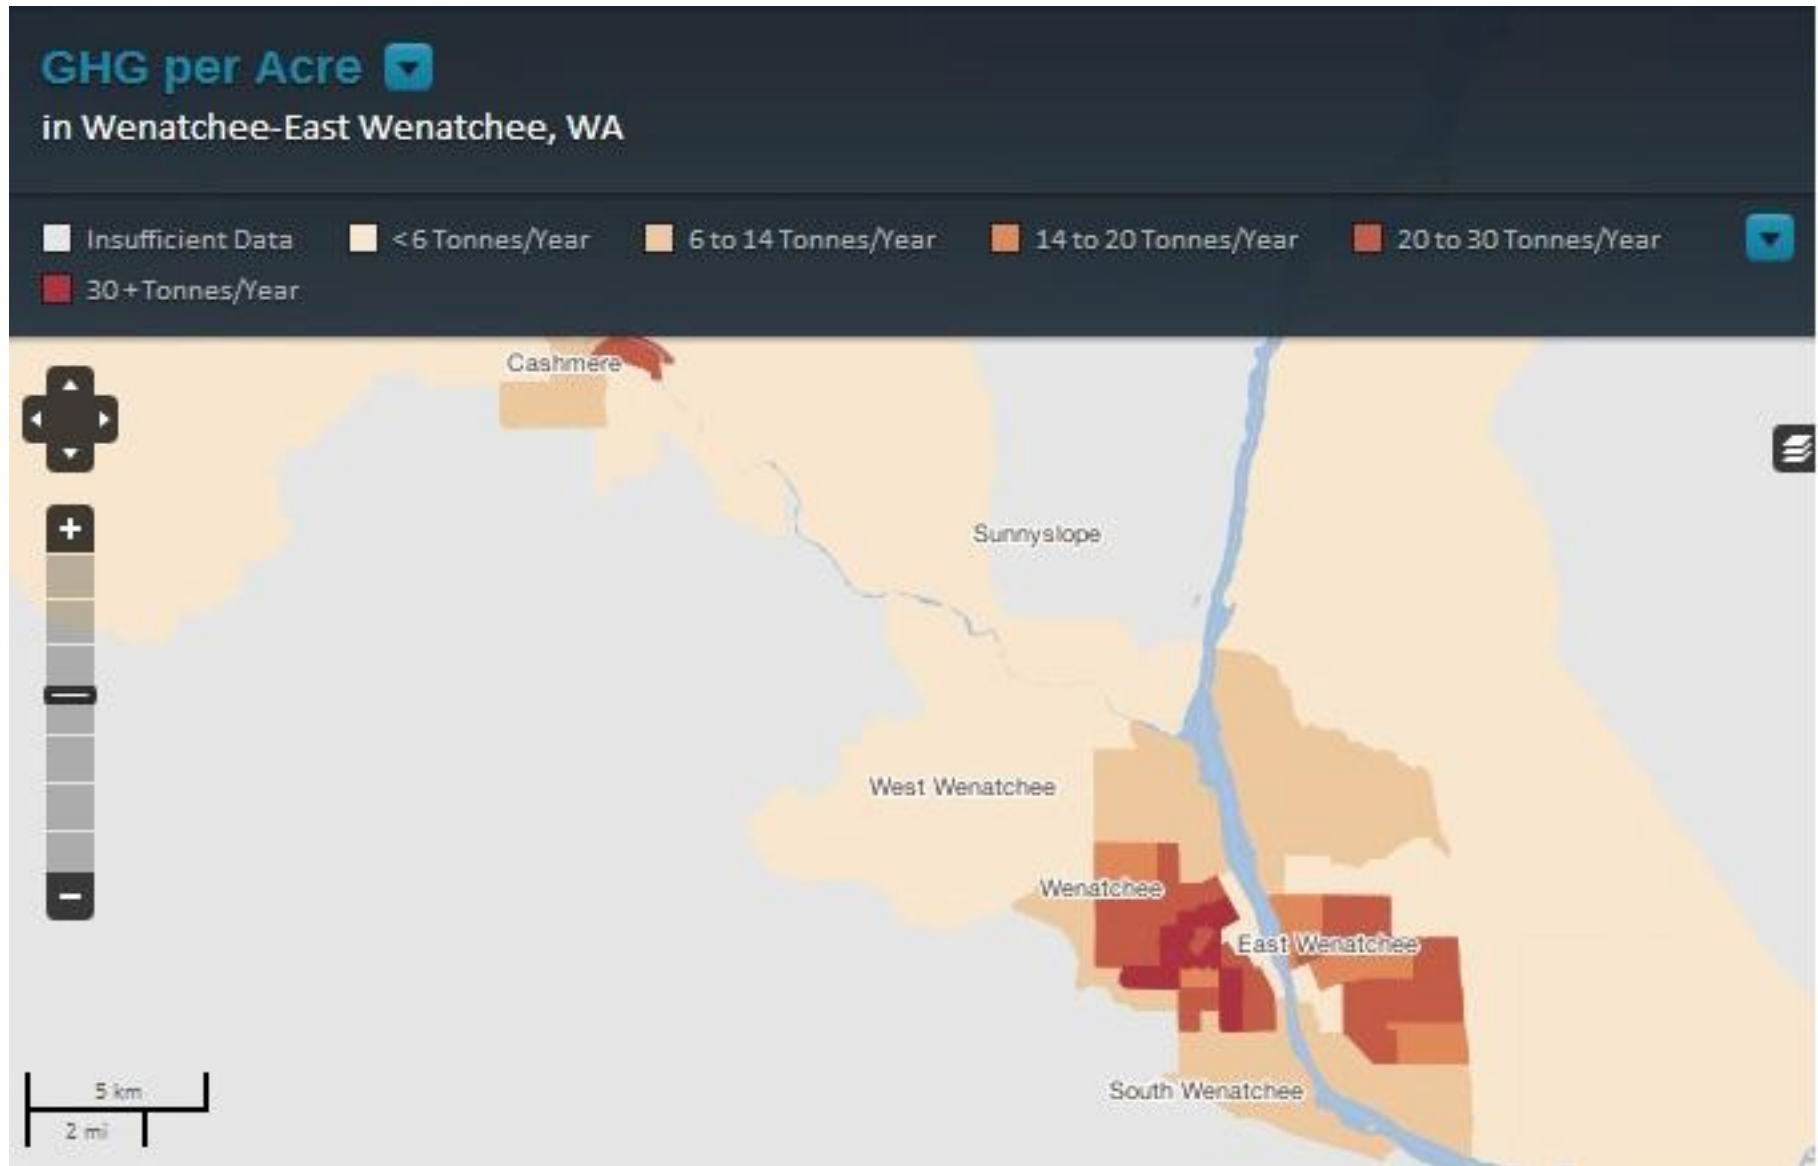 GHG per Acre
in Wenatchee-East Wenatchee, WA
Insufficient Data <6 Tonnes/Year 6 to 14 Tonnes/Year 14 to 20 Tonnes/Year 20 to 30 Tonnes/Year
30+ Tonnes/Year
Cashmere
+
Sunnyslope
West Wenatchee
Wenatchee
-
East Wenatchee
South Wenatchee
5 km
2 mi